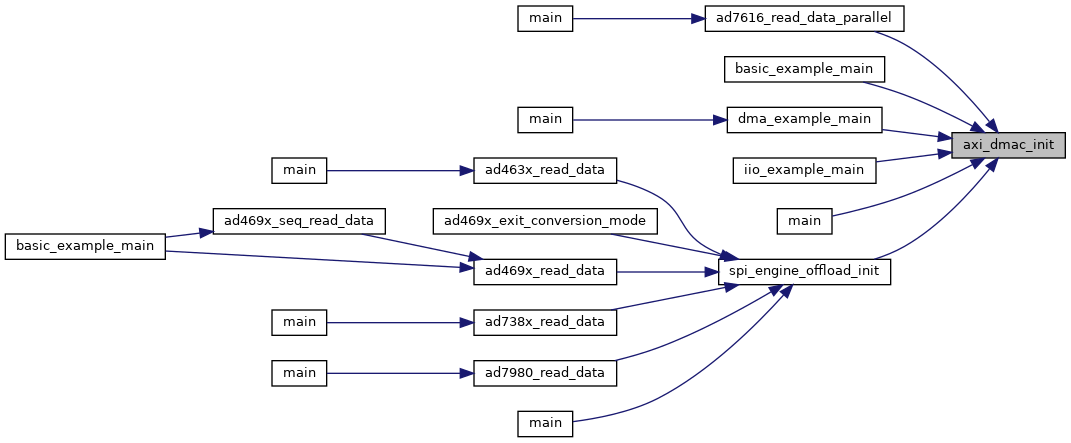 main
ad7616_read_data_parallel
basic_example_main
main
dma_example_main
axi_dmac_init
main
ad463x_read_data
iio_example_main
ad469x_seq_read_data
ad469x_exit_conversion_mode
main
basic_example_main
ad469x_read_data
spi_engine_offload_init
main
ad738x_read_data
main
ad7980_read_data
main